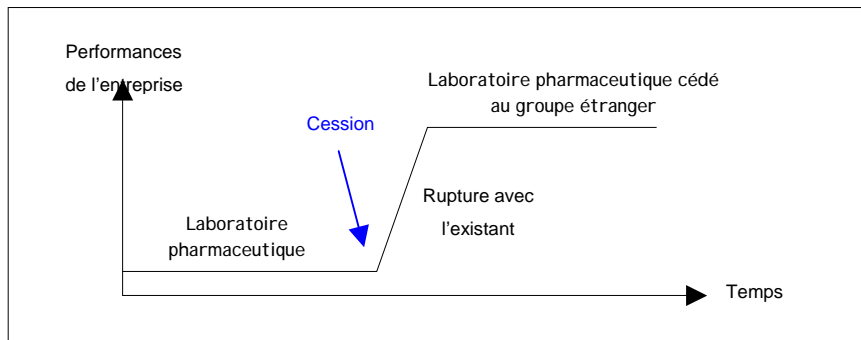 Performances
de l'entreprise
Laboratoire pharmaceutique cédé
au groupe étranger
Cession
Rupture avec
l'existant
Laboratoire
pharmaceutique
Temps